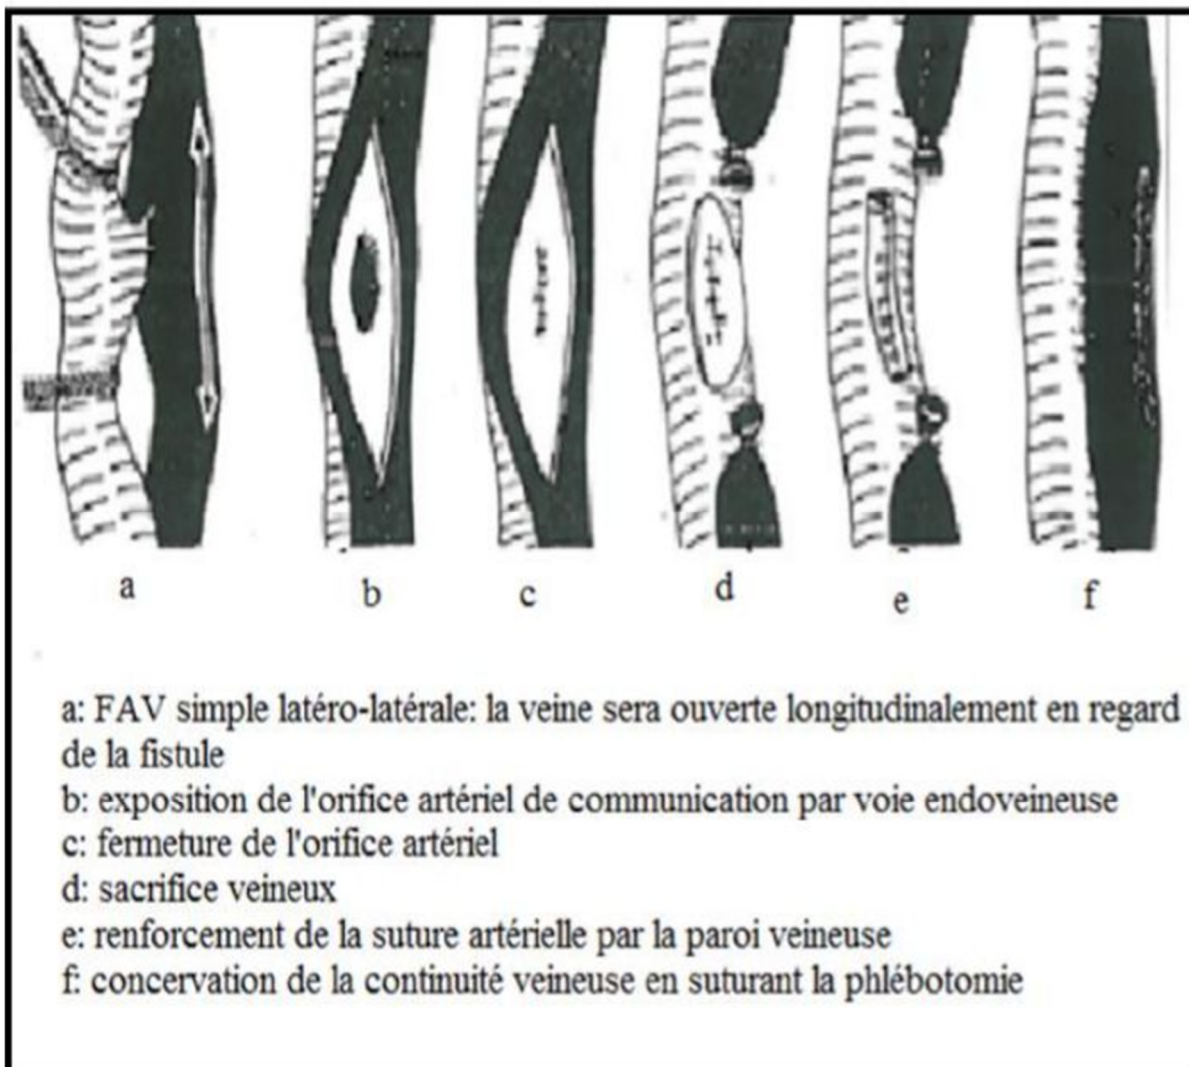 a b c d e f
a: FAV simple latéro-latérale: la veine sera ouverte longitudinalement en regard
de la fistule
b: exposition de l'orifice artériel de communication par voie endoveineuse
c: fermeture de l'orifice artériel
d: sacrifice veineux
e: renforcement de la suture artérielle par la paroi veineuse
f: concervation de la continuité veineuse en suturant la phlébotomie